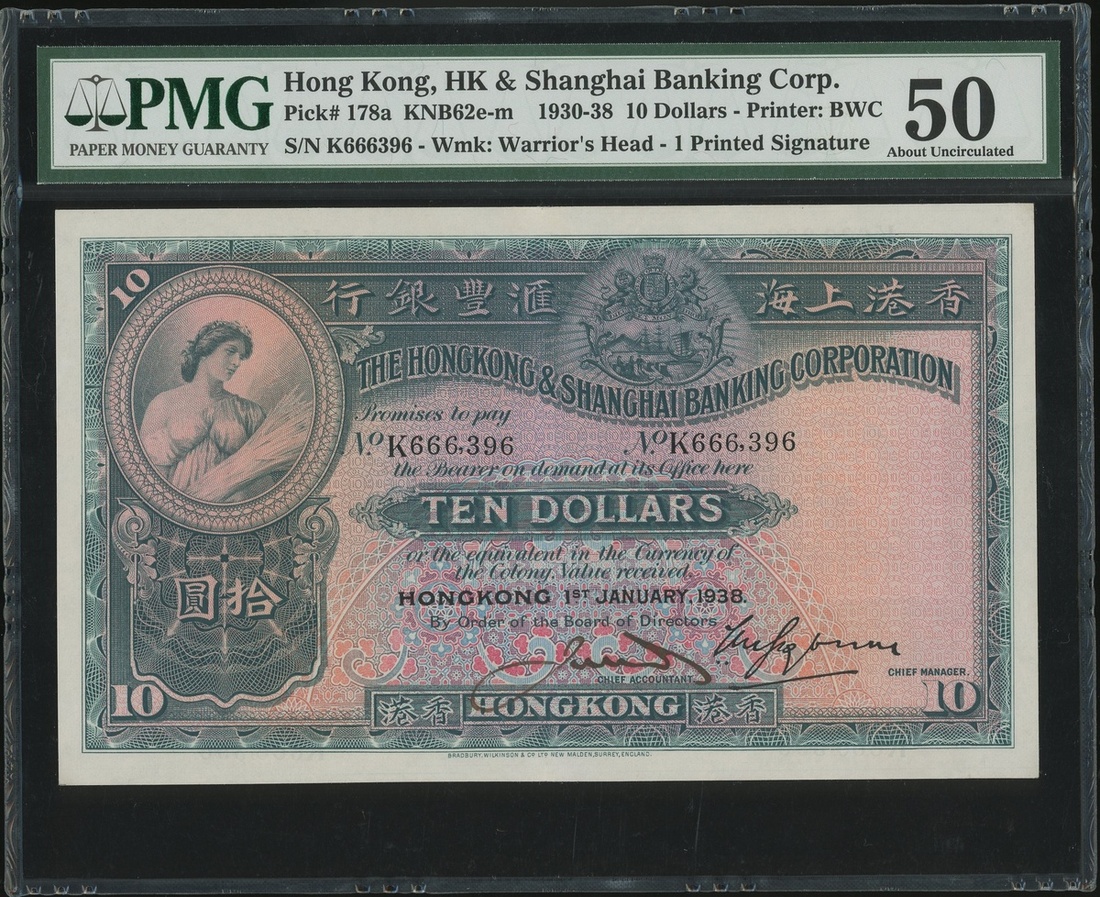 PMG
PAPER MONEY GUARANTY
Hong Kong, HK & Shanghai Banking Corp.
Pick# 178a KNB62e-m 1930-38 10 Dollars - Printer: BWC
S/N K666396 - Wmk: Warrior's Head - 1 Printed Signature
50
About Uncirculated
10
行銀豐滙 海上港香
THE HONGKONG & SHANGHAI BANKING CORPORATION
Promises to pay
No. K666,396 No. K666,396
the Bearer on demand at its Office here
TEN DOLLARS
or the equivalent in the Currency of
the Colony, Value received.
圓拾
HONGKONG 1ST JANUARY, 1938.
By Order of the Board of Directors
CHIEF ACCOUNTANT.
CHIEF MANAGER.
10 港香 HONGKONG 港香 10
BRADBURY, WILKINSON & Co LTD NEW MALDEN, SURREY, ENGLAND.